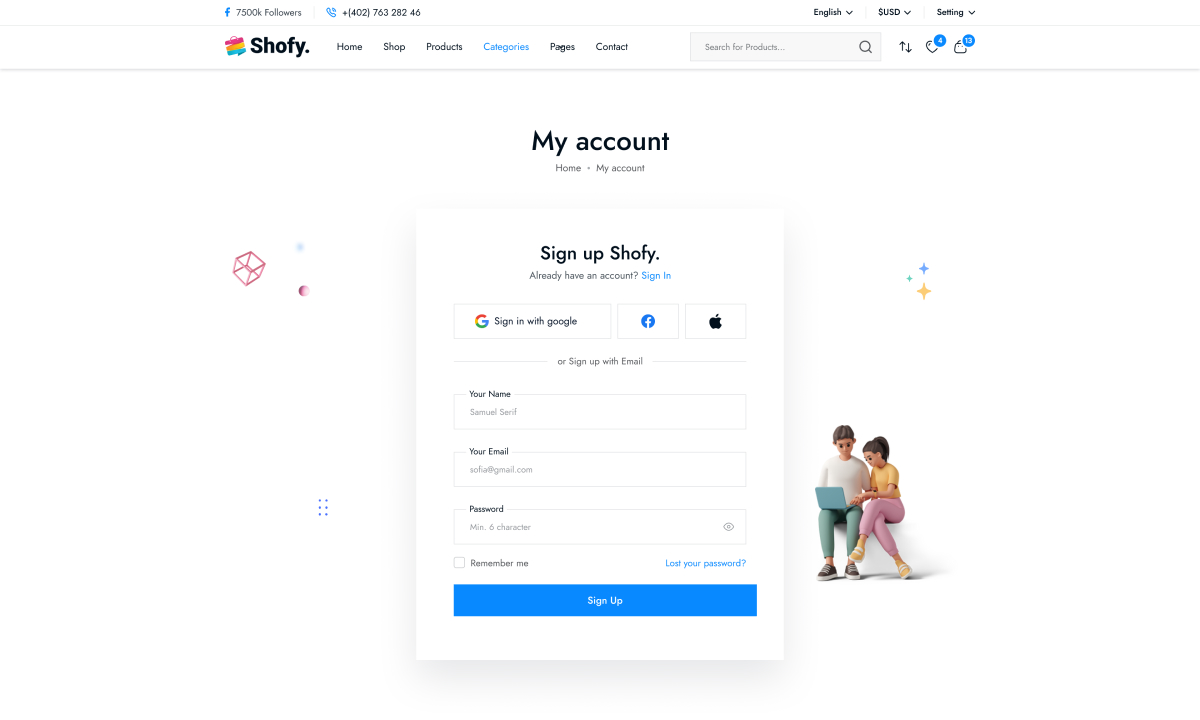 7500k Followers +(402) 763 282 46 English $USD Setting
Shofy. Home Shop Products Categories Pages Contact Search for Products... 4 13
My account
Home My account
Sign up Shofy.
Already have an account? Sign In
Sign in with google
or Sign up with Email
Your Name
Samuel Serif
Your Email
sofia@gmail.com
Password
Min. 6 character
Remember me Lost your password?
Sign Up